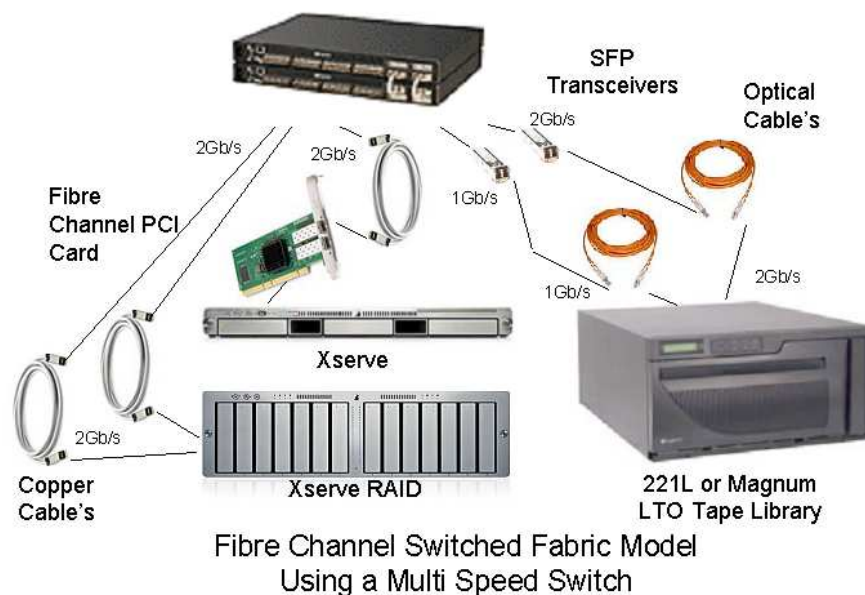 SFP
Transceivers
Optical
Cable's
2Gb/s
2Gb/s
2Gb/s
1Gb/s
Fibre
Channel PCI
Card
1Gb/s
2Gb/s
Xserve
2Gb/s
Copper
Cable's
Xserve RAID
221L or Magnum
LTO Tape Library
Fibre Channel Switched Fabric Model
Using a Multi Speed Switch